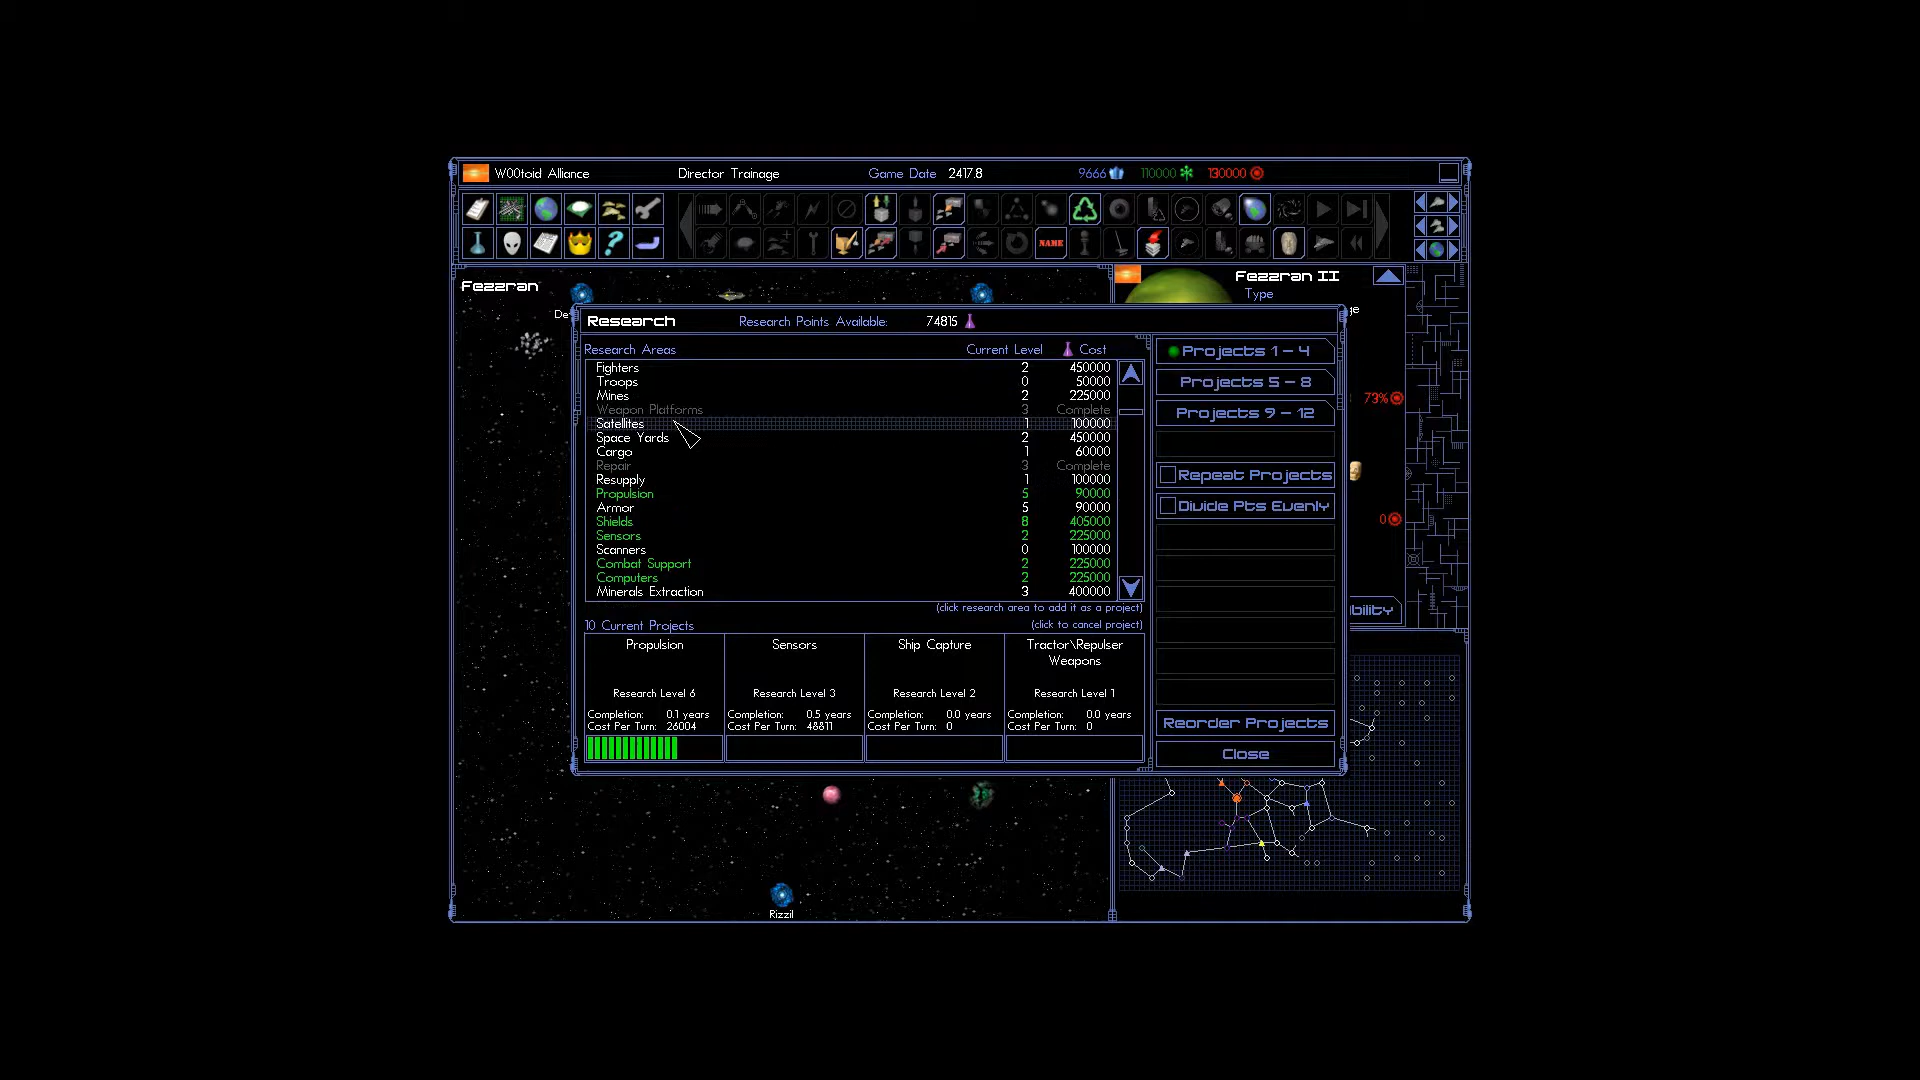 W00toid Alliance Director Trainage Game Date 2417.8 9666 110000 130000
NAME
Fezzran
Fezzran II
Type
De
ge
Research Research Points Available: 74815
Research Areas Current Level Cost
Fighters 2 450000
Troops 0 50000
Mines 2 225000
Weapon Platforms 3 Complete
Satellites 1 100000
Space Yards 2 450000
Cargo 1 60000
Repair 3 Complete
Resupply 1 100000
Propulsion 5 90000
Armor 5 90000
Shields 8 405000
Sensors 2 225000
Scanners 0 100000
Combat Support 2 225000
Computers 2 225000
Minerals Extraction 3 400000
(click research area to add it as a project)
Projects 1 - 4
Projects 5 - 8
Projects 9 - 12
Repeat Projects
Divide Pts Evenly
Reorder Projects
Close
73%
0
ibility
10 Current Projects (click to cancel project)
Propulsion
Research Level 6
Completion: 0.1 years
Cost Per Turn: 26004
Sensors
Research Level 3
Completion: 0.5 years
Cost Per Turn: 48811
Ship Capture
Research Level 2
Completion: 0.0 years
Cost Per Turn: 0
Tractor\Repulser
Weapons
Research Level 1
Completion: 0.0 years
Cost Per Turn: 0
Rizzil